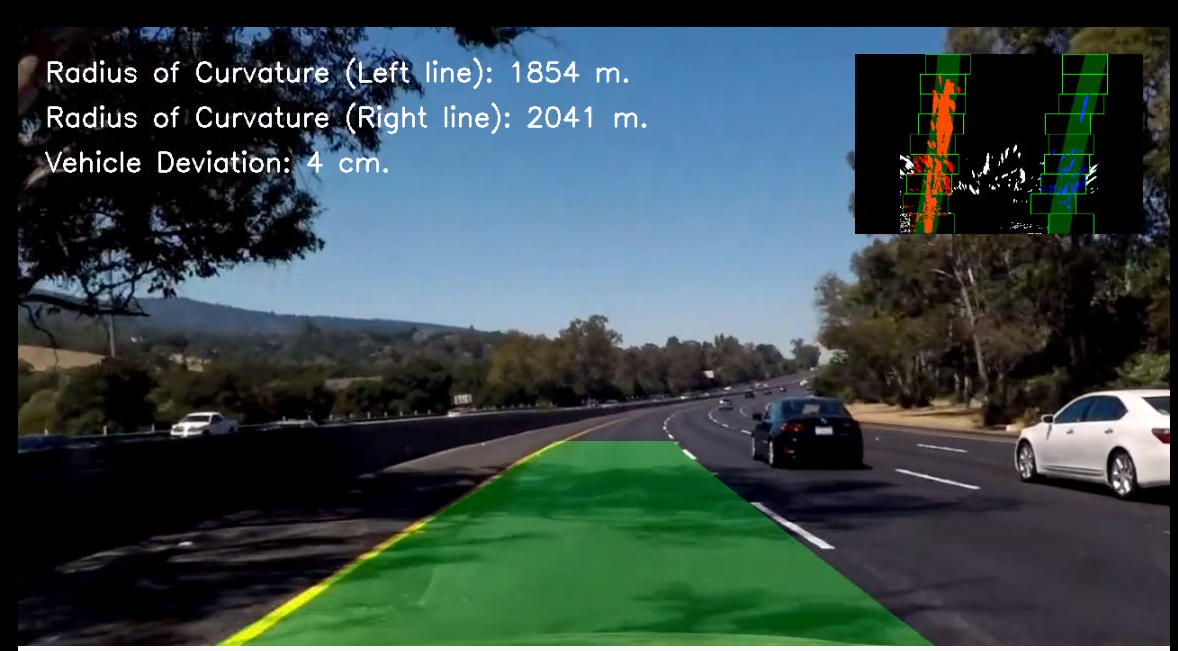 Radius of Curvature (Left line): 1854 m.
Radius of Curvature (Right line): 2041 m.
Vehicle Deviation: 4 cm.